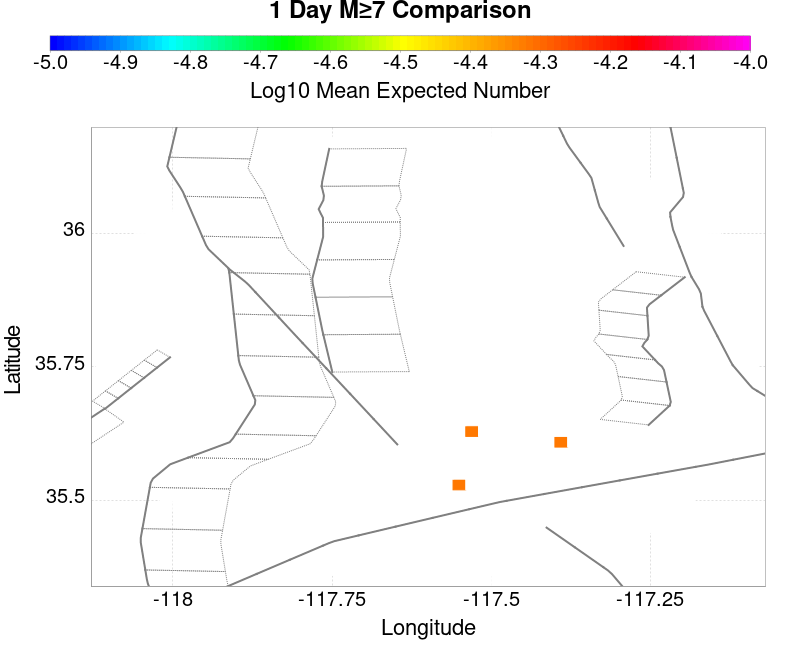 1 Day M≥7 Comparison
-5.0 -4.9 -4.8 -4.7 -4.6 -4.5 -4.4 -4.3 -4.2 -4.1 -4.0
Log10 Mean Expected Number
36
35.75
35.5
Latitude
-118 -117.75 -117.5 -117.25
Longitude